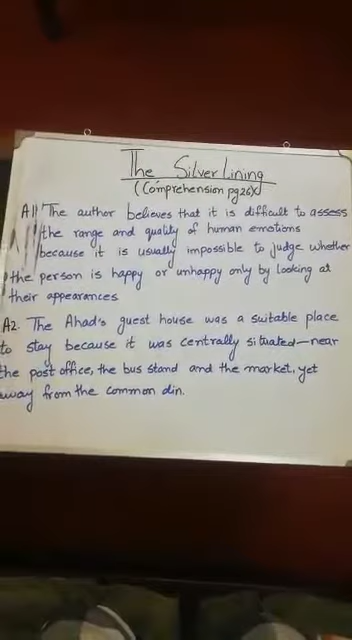 The Silver Lining
(Comprehension pg 26)
A1 The author believes that it is difficult to assess
the range and quality of human emotions
because it is usually impossible to judge whether
the person is happy or unhappy only by looking at
their appearances
A2. The Ahad's guest house was a suitable place
to stay because it was centrally situated—near
the post office, the bus stand and the market, yet
away from the common din.